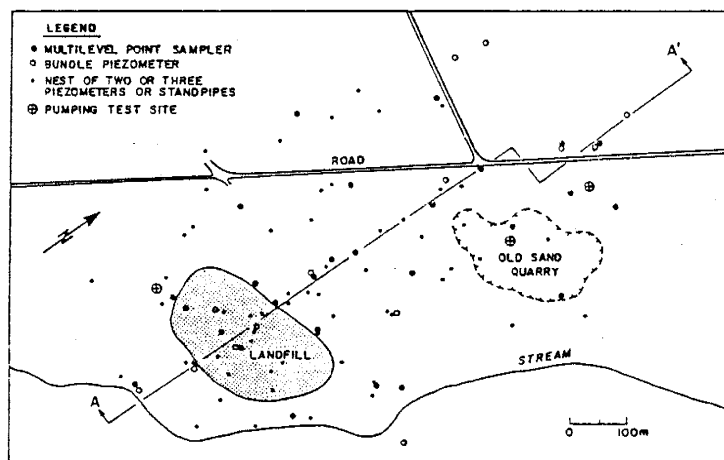 LEGEND
MULTILEVEL POINT SAMPLER
BUNDLE PIEZOMETER
NEST OF TWO OR THREE
PIEZOMETERS OR STANDPIPES
PUMPING TEST SITE
A'
ROAD
N
OLD SAND
QUARRY
LANDFILL
STREAM
A
0 100m